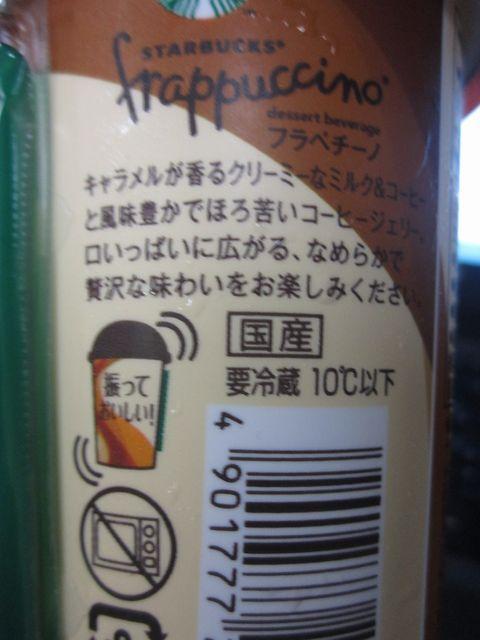 STARBUCKS®
frappuccino®
dessert beverage
フラペチーノ
キャラメルが香るクリーミーなミルク&コーヒー
と風味豊かでほろ苦いコーヒージェリー。
口いっぱいに広がる、なめらかで
贅沢な味わいをお楽しみください。
国産
要冷蔵 10℃以下
振って
おいしい!
4 901777